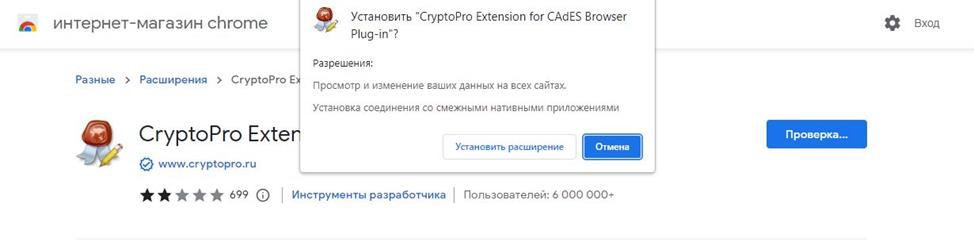 интернет-магазин chrome
Вход
Установить "CryptoPro Extension for CAdES Browser
Plug-in"?
Разрешения:
Просмотр и изменение ваших данных на всех сайтах.
Установка соединения со смежными нативными приложениями
Установить расширение
Отмена
Разные
Расширения
CryptoPro Ex
CryptoPro Exten
Проверка...
www.cryptopro.ru
699
Инструменты разработчика
Пользователей: 6 000 000+